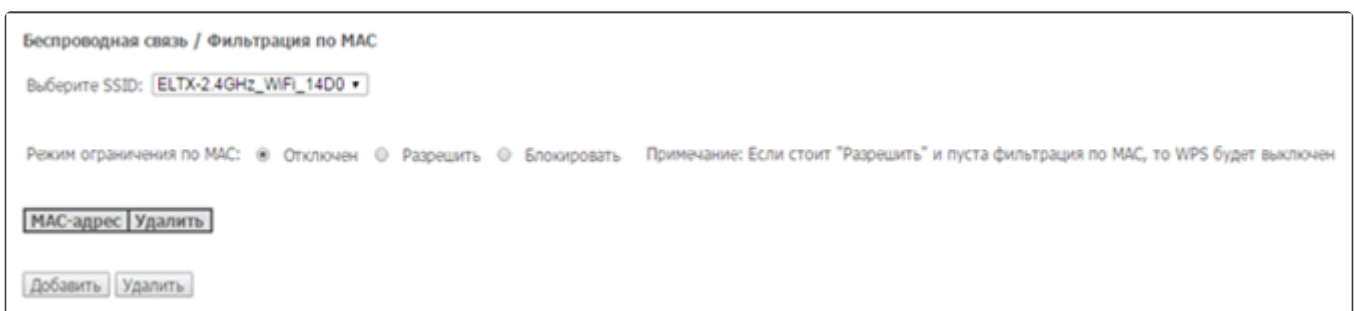 Беспроводная связь / Фильтрация по MAC
Выберите SSID: ELTX-2.4GHz_WiFi_14D0
Режим ограничения по MAC: Отключен Разрешить Блокировать Примечание: Если стоит "Разрешить" и пуста фильтрация по MAC, то WPS будет выключен
MAC-адрес Удалить
Добавить Удалить